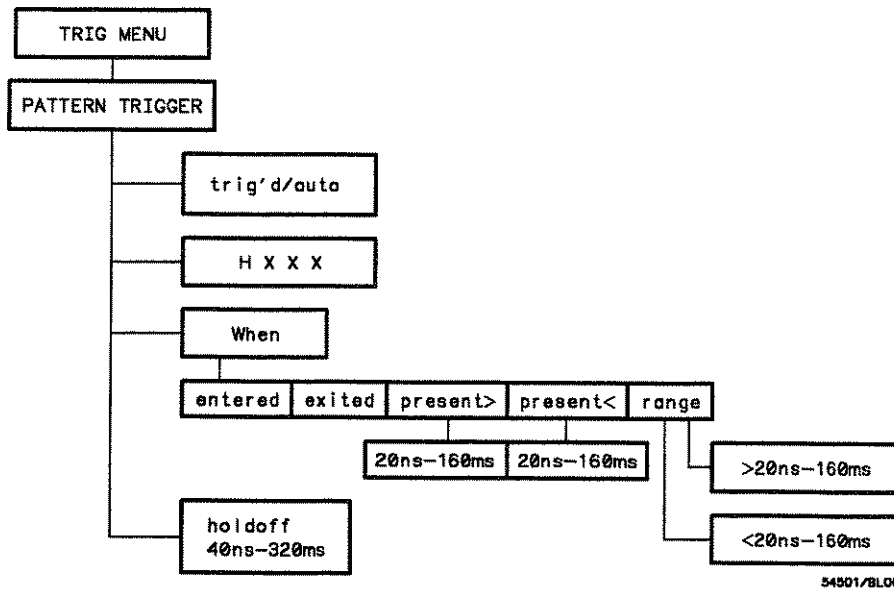 TRIG MENU
PATTERN TRIGGER
trig'd/auto
H X X X
When
entered exited present> present< range
20ns-160ms 20ns-160ms
>20ns-160ms
holdoff
40ns-320ms
<20ns-160ms